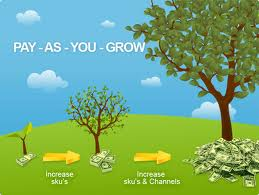 PAY - AS - YOU - GROW
Increase
sku's
Increase
sku's & Channels